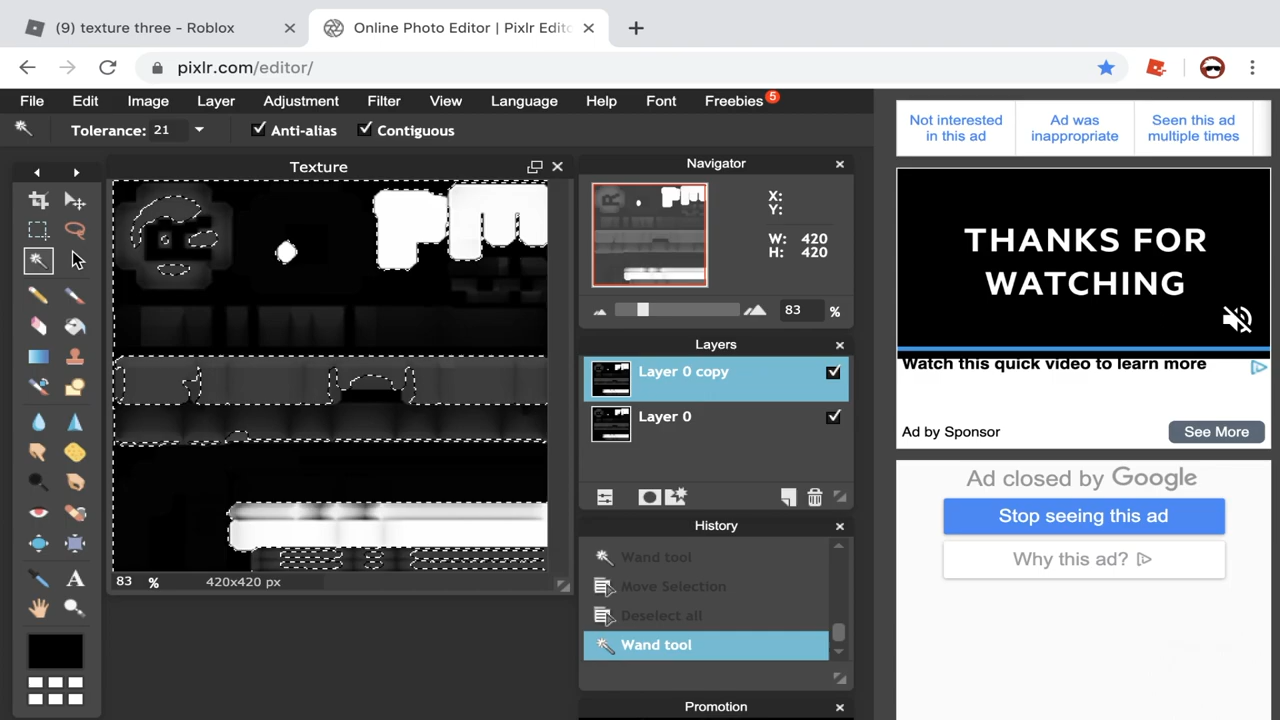 (9) texture three - Roblox
Online Photo Editor | Pixlr Edito
pixlr.com/editor/
File Edit Image Layer Adjustment Filter View Language Help Font Freebies 5
Tolerance: 21 Anti-alias Contiguous
Texture
83 % 420x420 px
Navigator
X:
Y:
W: 420
H: 420
83 %
Layers
Layer 0 copy
Layer 0
History
Wand tool
Move Selection
Deselect all
Wand tool
Promotion
Not interested in this ad
Ad was inappropriate
Seen this ad multiple times
THANKS FOR
WATCHING
Watch this quick video to learn more
Ad by Sponsor
See More
Ad closed by Google
Stop seeing this ad
Why this ad?